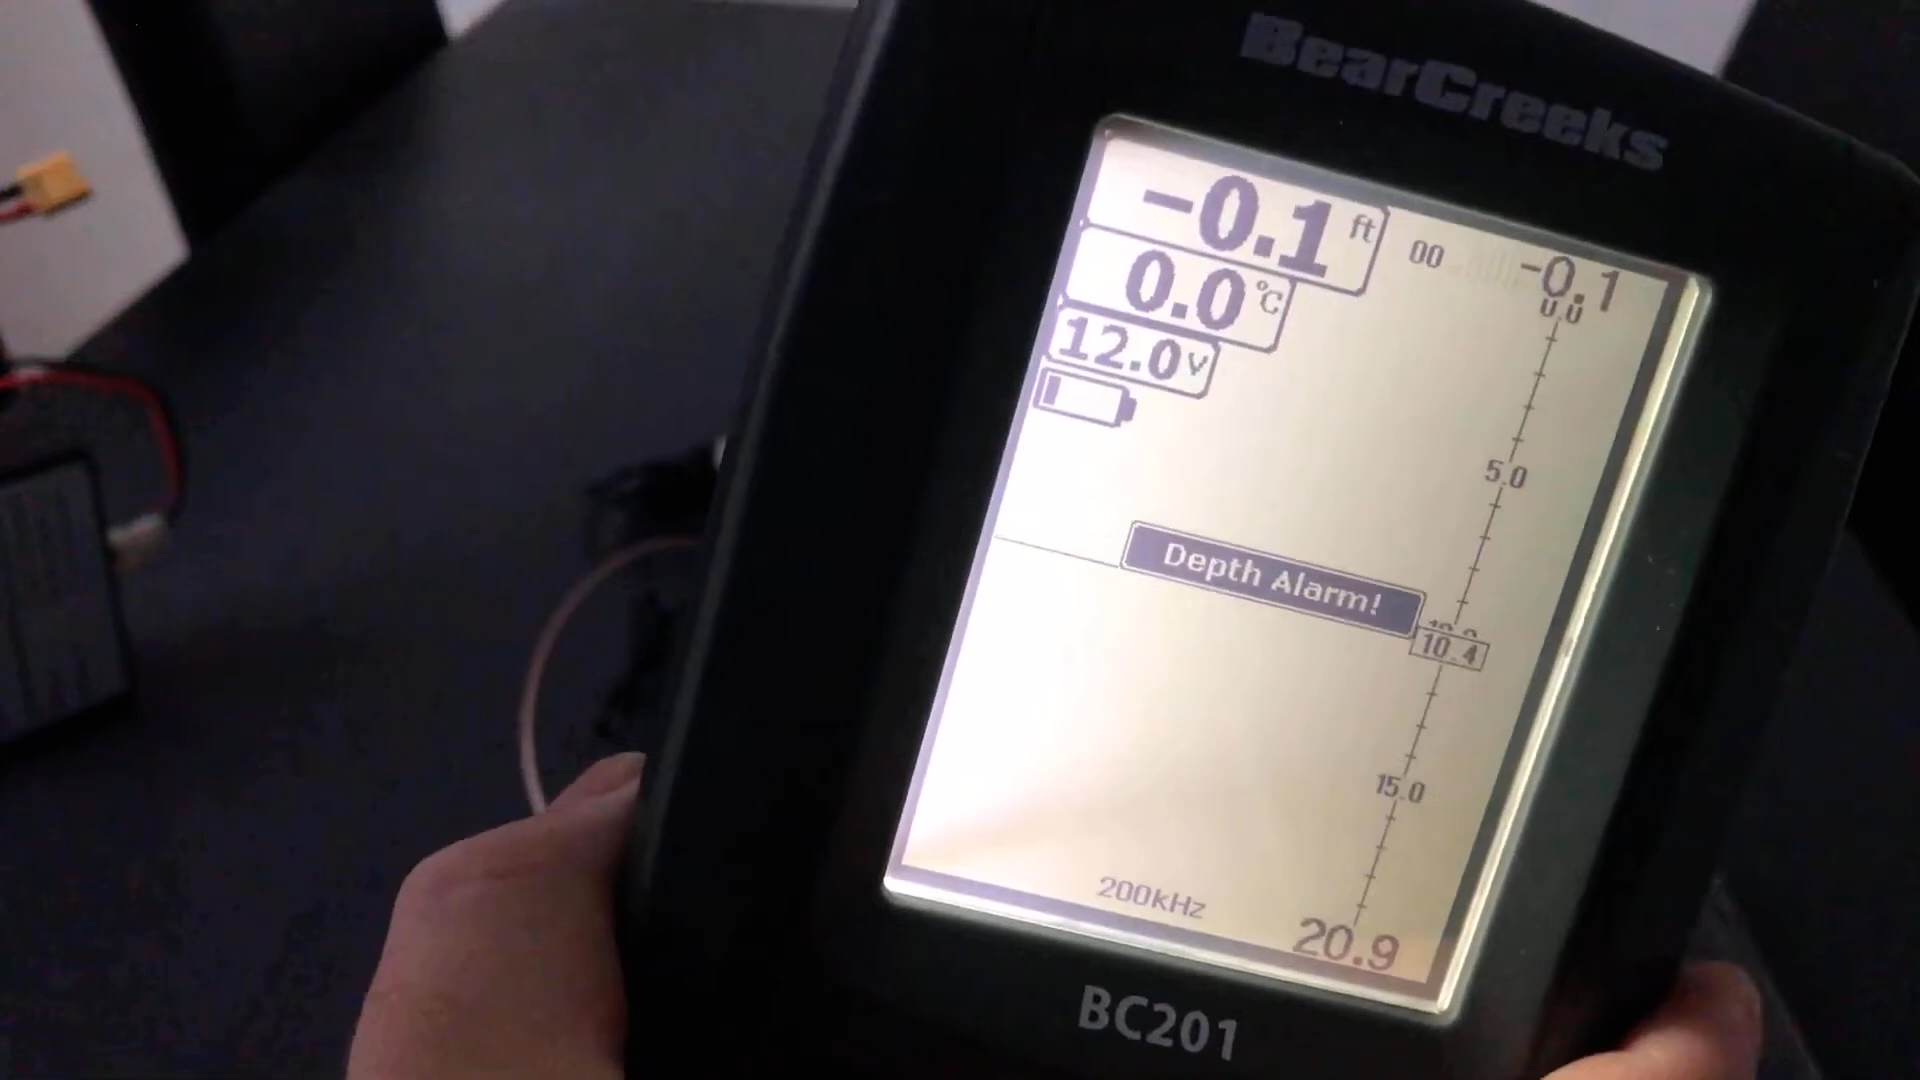 BearCreeks
-0.1 ft
00
-0.1
0.0 °C
0.0
12.0 V
5.0
Depth Alarm!
10.4
15.0
200kHz
20.9
BC201